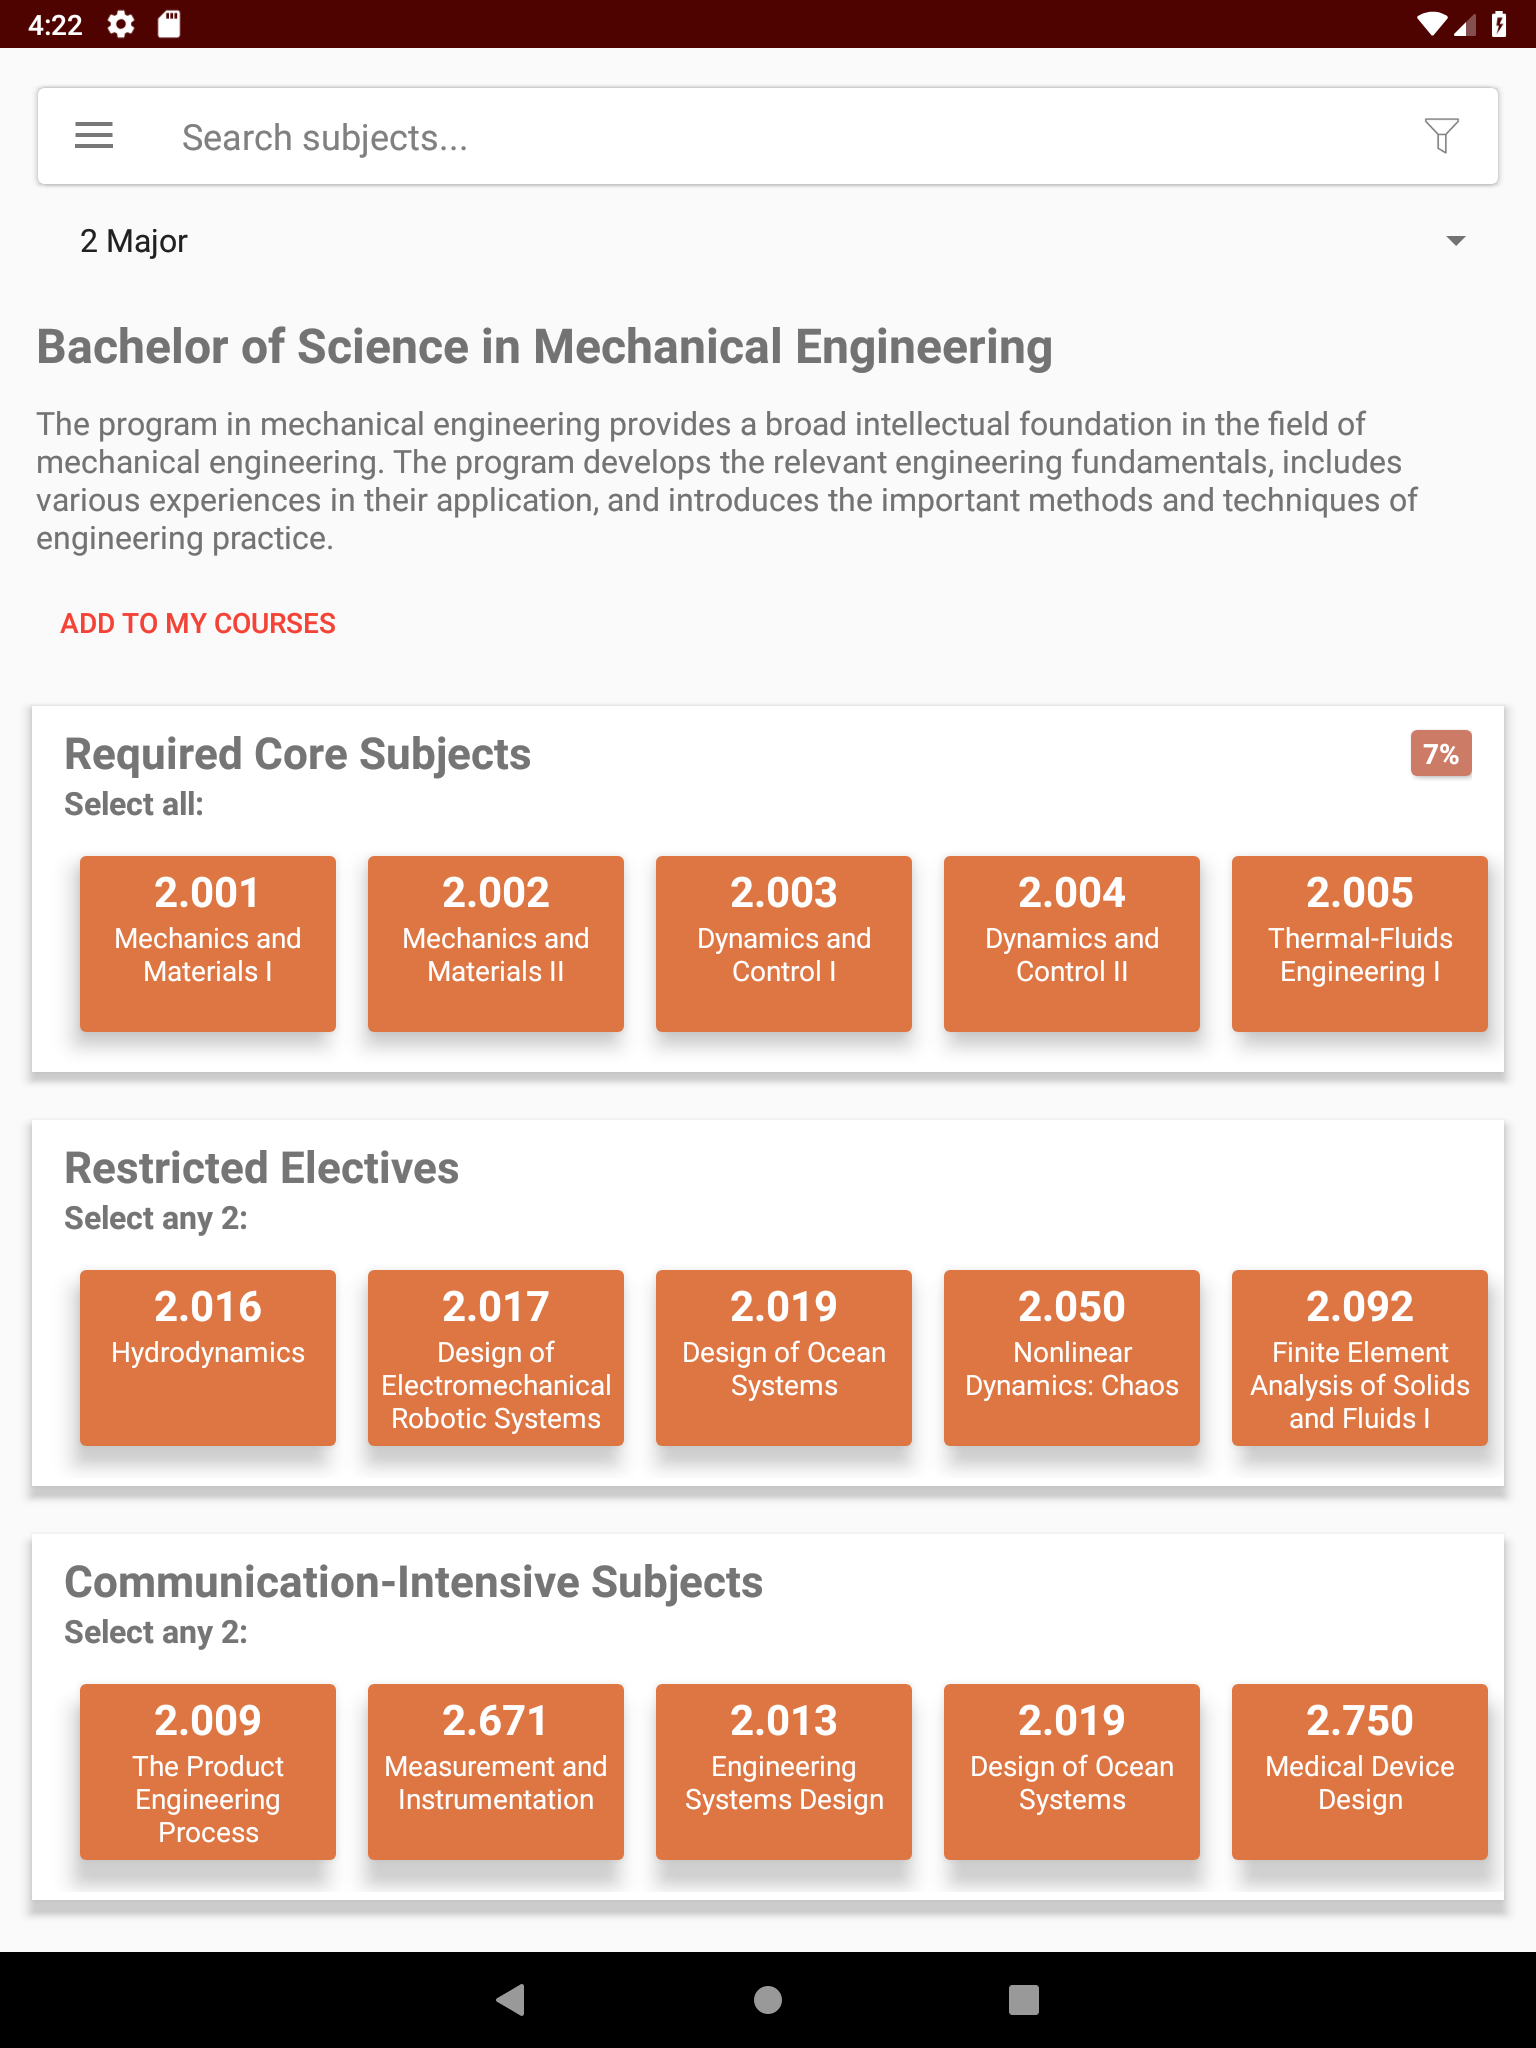 4:22
Search subjects...
2 Major
Bachelor of Science in Mechanical Engineering
The program in mechanical engineering provides a broad intellectual foundation in the field of
mechanical engineering. The program develops the relevant engineering fundamentals, includes
various experiences in their application, and introduces the important methods and techniques of
engineering practice.
ADD TO MY COURSES
Required Core Subjects
7%
Select all:
2.001
Mechanics and
Materials I
2.002
Mechanics and
Materials II
2.003
Dynamics and
Control I
2.004
Dynamics and
Control II
2.005
Thermal-Fluids
Engineering I
Restricted Electives
Select any 2:
2.016
Hydrodynamics
2.017
Design of
Electromechanical
Robotic Systems
2.019
Design of Ocean
Systems
2.050
Nonlinear
Dynamics: Chaos
2.092
Finite Element
Analysis of Solids
and Fluids I
Communication-Intensive Subjects
Select any 2:
2.009
The Product
Engineering
Process
2.671
Measurement and
Instrumentation
2.013
Engineering
Systems Design
2.019
Design of Ocean
Systems
2.750
Medical Device
Design